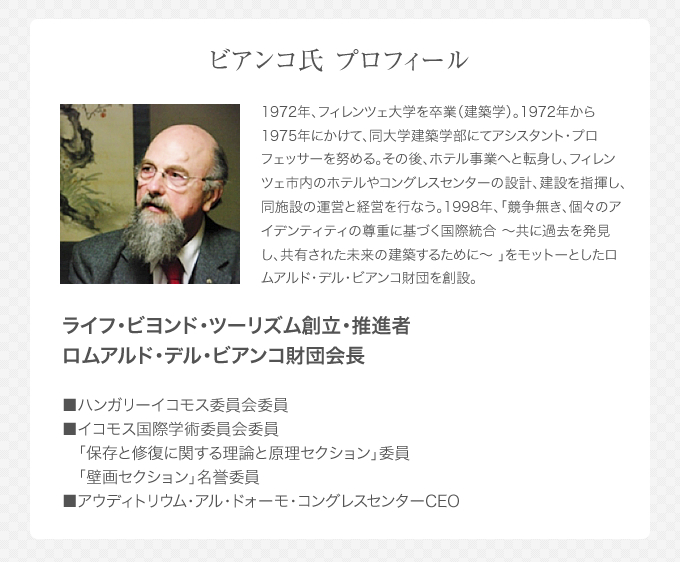 ビアンコ氏 プロフィール
1972年、フィレンツェ大学を卒業（建築学）。1972年から
1975年にかけて、同大学建築学部にてアシスタント・プロ
フェッサーを努める。その後、ホテル事業へと転身し、フィレン
ツェ市内のホテルやコングレスセンターの設計、建設を指揮し、
同施設の運営と経営を行なう。1998年、「競争無き、個々のア
イデンティティの尊重に基づく国際統合 ～共に過去を発見
し、共有された未来の建築するために～ 」をモットーとしたロ
ムアルド・デル・ビアンコ財団を創設。
ライフ・ビヨンド・ツーリズム創立・推進者
ロムアルド・デル・ビアンコ財団会長
■ハンガリーイコモス委員会委員
■イコモス国際学術委員会委員
「保存と修復に関する理論と原理セクション」委員
「壁画セクション」名誉委員
■アウディトリウム・アル・ドォーモ・コングレスセンターCEO